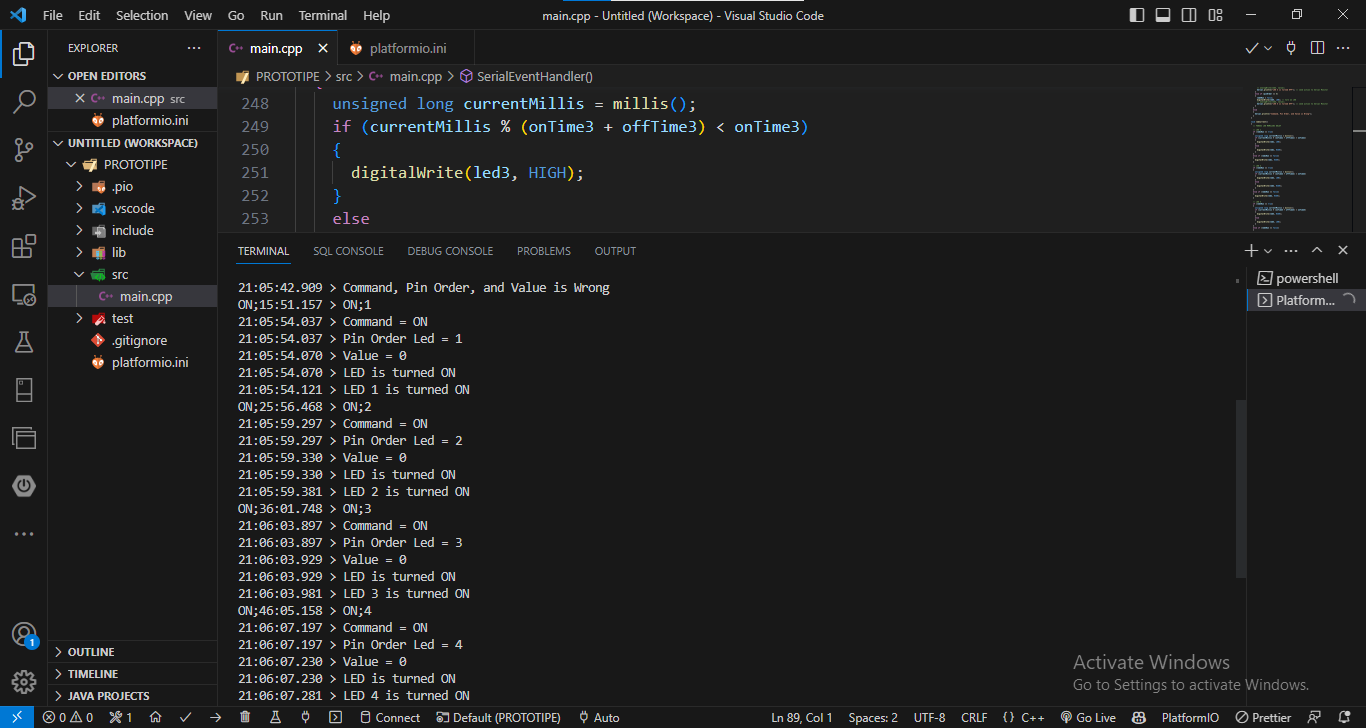 File Edit Selection View Go Run Terminal Help
main.cpp - Untitled (Workspace) - Visual Studio Code
EXPLORER
OPEN EDITORS
main.cpp src
platformio.ini
UNTITLED (WORKSPACE)
PROTOTIPE
.pio
.vscode
include
lib
src
main.cpp
test
.gitignore
platformio.ini
OUTLINE
TIMELINE
JAVA PROJECTS
main.cpp
platformio.ini
PROTOTIPE > src > main.cpp > SerialEventHandler()
248 unsigned long currentMillis = millis();
249 if (currentMillis % (onTime3 + offTime3) < onTime3)
250 {
251 digitalWrite(led3, HIGH);
252 }
253 else
TERMINAL SQL CONSOLE DEBUG CONSOLE PROBLEMS OUTPUT
21:05:42.909 > Command, Pin Order, and Value is Wrong
ON;15:51.157 > ON;1
21:05:54.037 > Command = ON
21:05:54.037 > Pin Order Led = 1
21:05:54.070 > Value = 0
21:05:54.070 > LED is turned ON
21:05:54.121 > LED 1 is turned ON
ON;25:56.468 > ON;2
21:05:59.297 > Command = ON
21:05:59.297 > Pin Order Led = 2
21:05:59.330 > Value = 0
21:05:59.330 > LED is turned ON
21:05:59.381 > LED 2 is turned ON
ON;36:01.748 > ON;3
21:06:03.897 > Command = ON
21:06:03.897 > Pin Order Led = 3
21:06:03.929 > Value = 0
21:06:03.929 > LED is turned ON
21:06:03.981 > LED 3 is turned ON
ON;46:05.158 > ON;4
21:06:07.197 > Command = ON
21:06:07.197 > Pin Order Led = 4
21:06:07.230 > Value = 0
21:06:07.230 > LED is turned ON
21:06:07.281 > LED 4 is turned ON
powershell
Platform...
Activate Windows
Go to Settings to activate Windows.
1
0 0 1 Connect Default (PROTOTIPE) Auto
Ln 89, Col 1 Spaces: 2 UTF-8 CRLF {} C++ Go Live PlatformIO Prettier